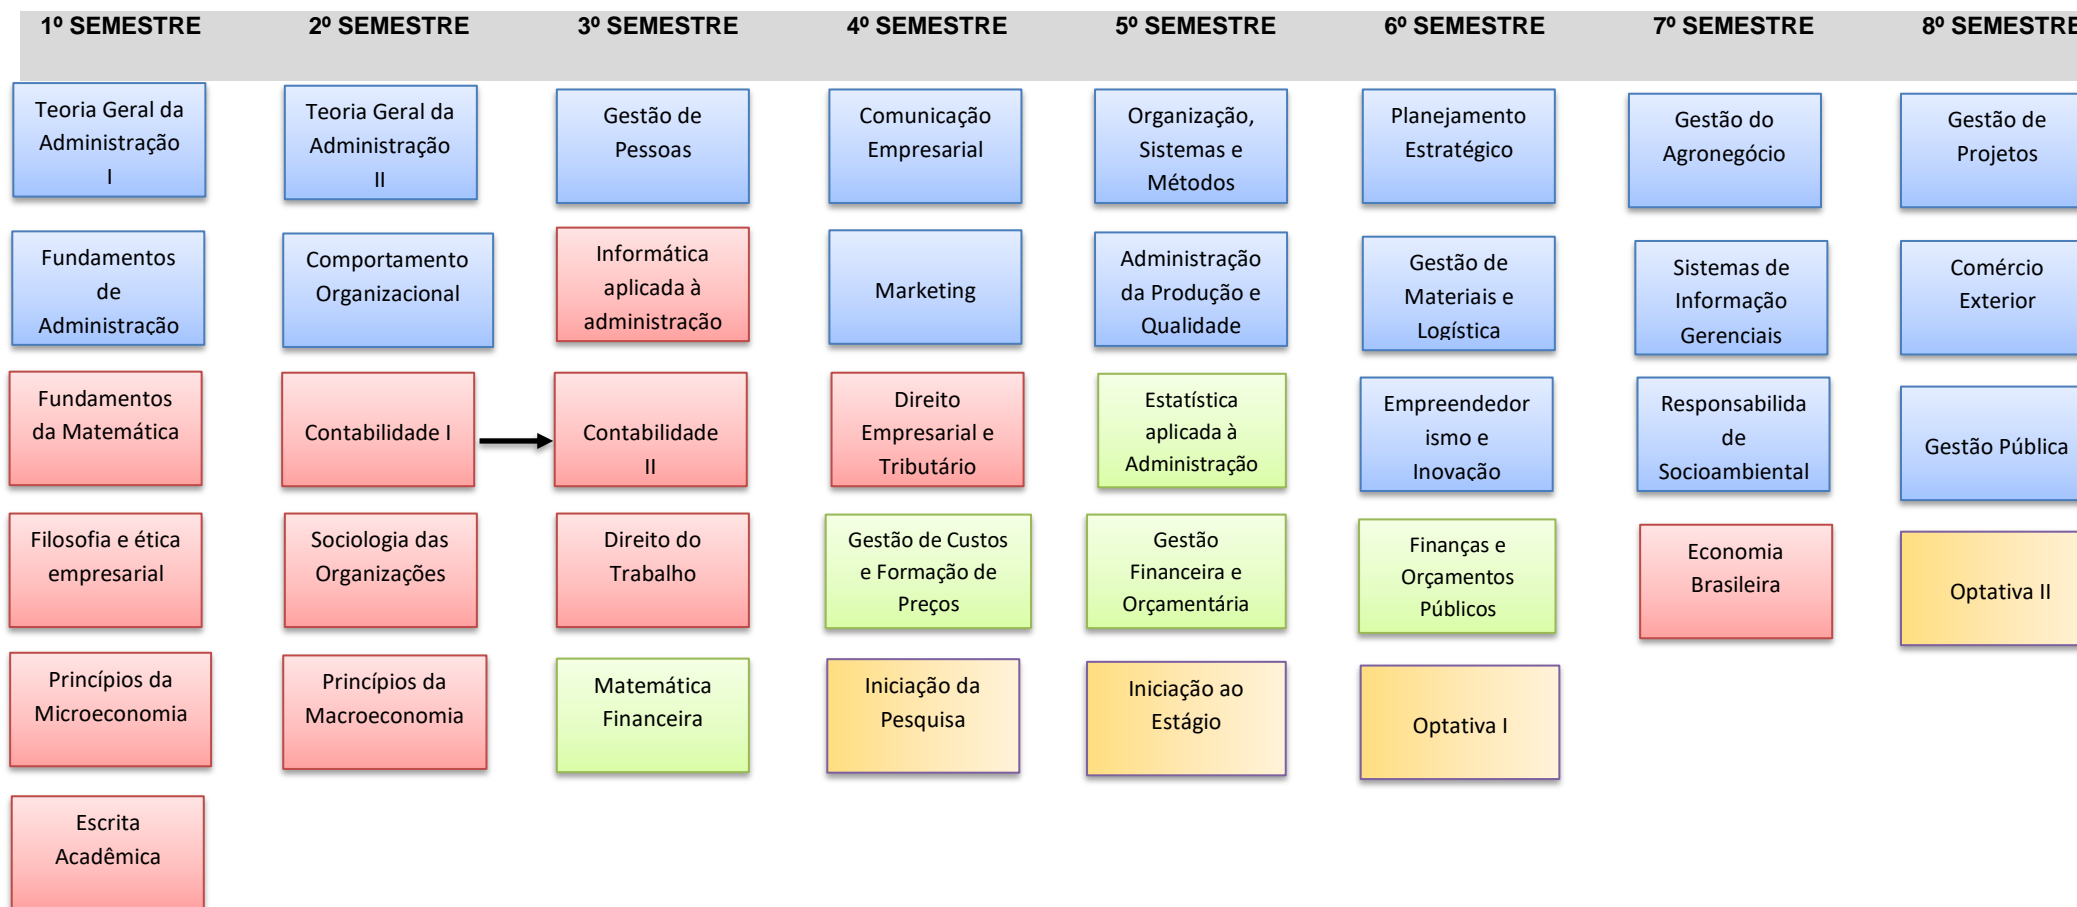 1º SEMESTRE 2º SEMESTRE 3º SEMESTRE 4º SEMESTRE 5º SEMESTRE 6º SEMESTRE 7º SEMESTRE 8º SEMESTRE
Teoria Geral da
Administração
I
Teoria Geral da
Administração
II
Gestão de
Pessoas
Comunicação
Empresarial
Organização,
Sistemas e
Métodos
Planejamento
Estratégico
Gestão do
Agronegócio
Gestão de
Projetos
Fundamentos
de
Administração
Comportamento
Organizacional
Informática
aplicada à
administração
Marketing
Administração
da Produção e
Qualidade
Gestão de
Materiais e
Logística
Sistemas de
Informação
Gerenciais
Comércio
Exterior
Fundamentos
da Matemática
Contabilidade I
Contabilidade
II
Direito
Empresarial e
Tributário
Estatística
aplicada à
Administração
Empreendedor
ismo e
Inovação
Responsabilida
de
Socioambiental
Gestão Pública
Filosofia e ética
empresarial
Sociologia das
Organizações
Direito do
Trabalho
Gestão de Custos
e Formação de
Preços
Gestão
Financeira e
Orçamentária
Finanças e
Orçamentos
Públicos
Economia
Brasileira
Optativa II
Princípios da
Microeconomia
Princípios da
Macroeconomia
Matemática
Financeira
Iniciação da
Pesquisa
Iniciação ao
Estágio
Optativa I
Escrita
Acadêmica